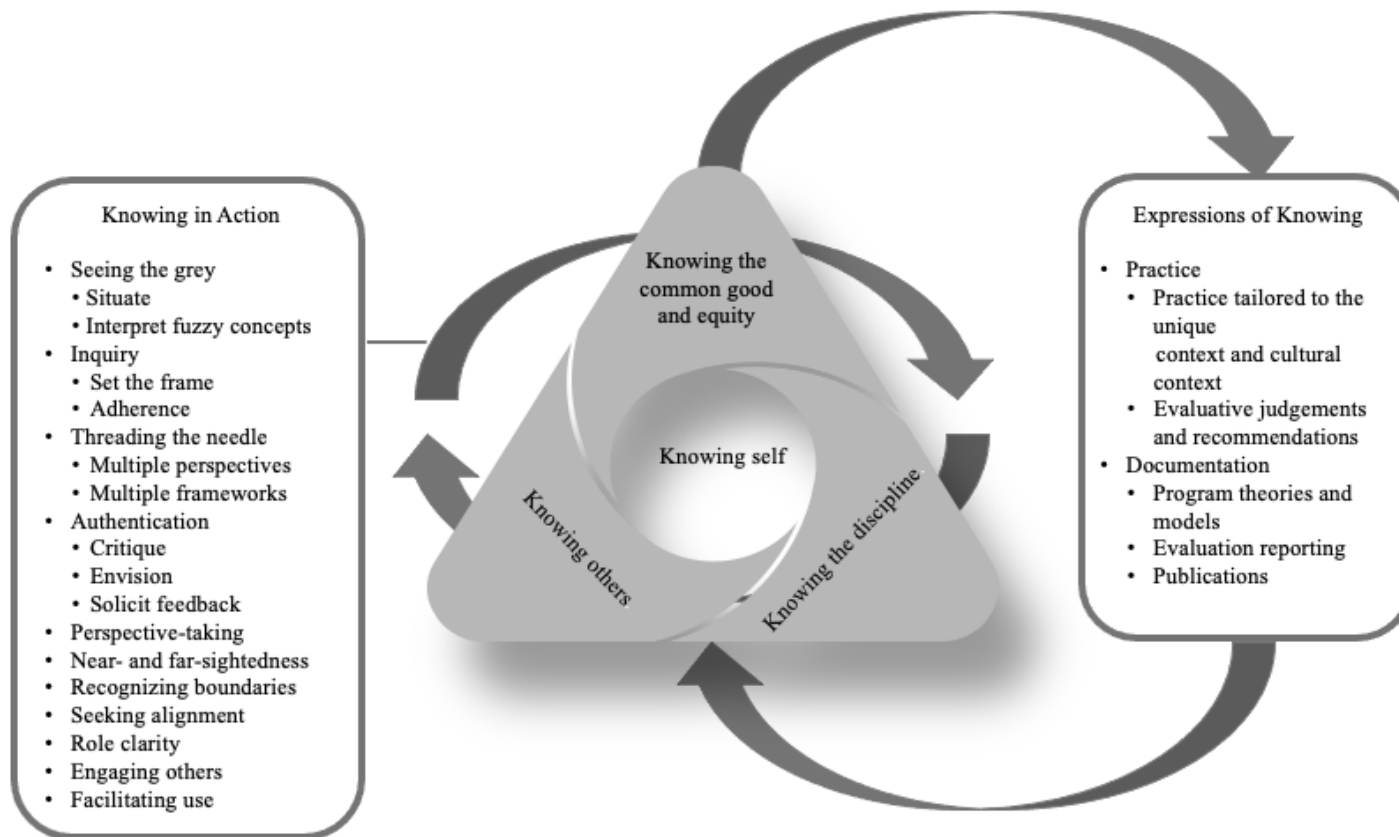 Knowing in Action
• Seeing the grey
• Situate
• Interpret fuzzy concepts
• Inquiry
• Set the frame
• Adherence
• Threading the needle
• Multiple perspectives
• Multiple frameworks
• Authentication
• Critique
• Envision
• Solicit feedback
• Perspective-taking
• Near- and far-sightedness
• Recognizing boundaries
• Seeking alignment
• Role clarity
• Engaging others
• Facilitating use
Knowing the
common good
and equity
Knowing self
Knowing others
Knowing the discipline
Expressions of Knowing
• Practice
• Practice tailored to the
unique
context and cultural
context
• Evaluative judgements
and recommendations
• Documentation
• Program theories and
models
• Evaluation reporting
• Publications